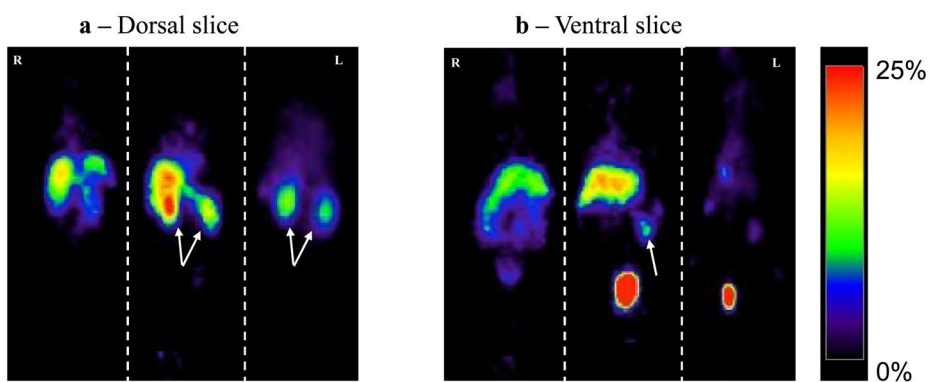 a – Dorsal slice
b – Ventral slice
R
L
R
L
25%
0%